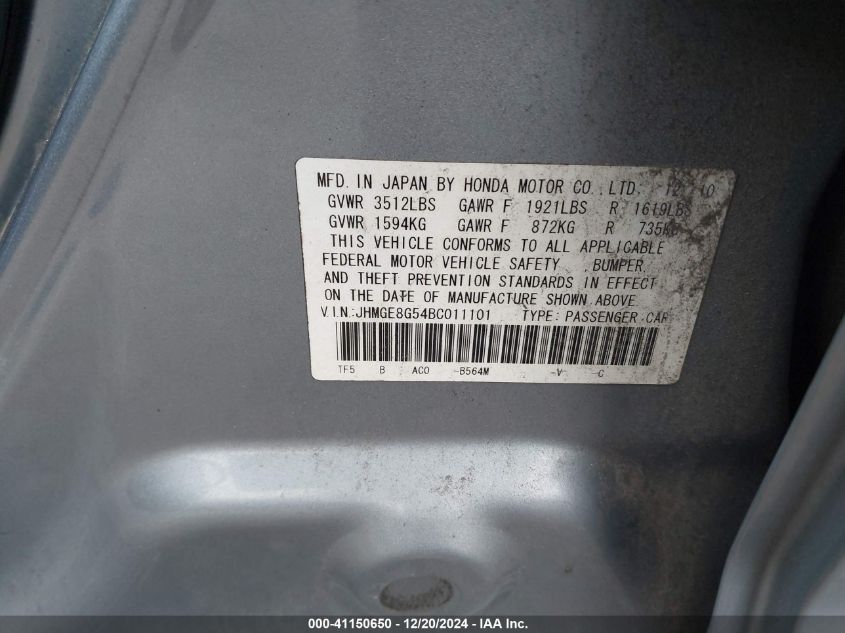 MFD. IN JAPAN BY HONDA MOTOR CO.,LTD. 12 10
GVWR 3512LBS GAWR F 1921LBS R 1619LBS
GVWR 1594KG GAWR F 872KG R 735KG
THIS VEHICLE CONFORMS TO ALL APPLICABLE
FEDERAL MOTOR VEHICLE SAFETY , BUMPER,
AND THEFT PREVENTION STANDARDS IN EFFECT
ON THE DATE OF MANUFACTURE SHOWN ABOVE.
V.I.N.:JHMGE8G54BC011101 TYPE: PASSENGER CAR
TF5 B ACO -B564M -V -C
000-41150650 - 12/20/2024 - IAA Inc.